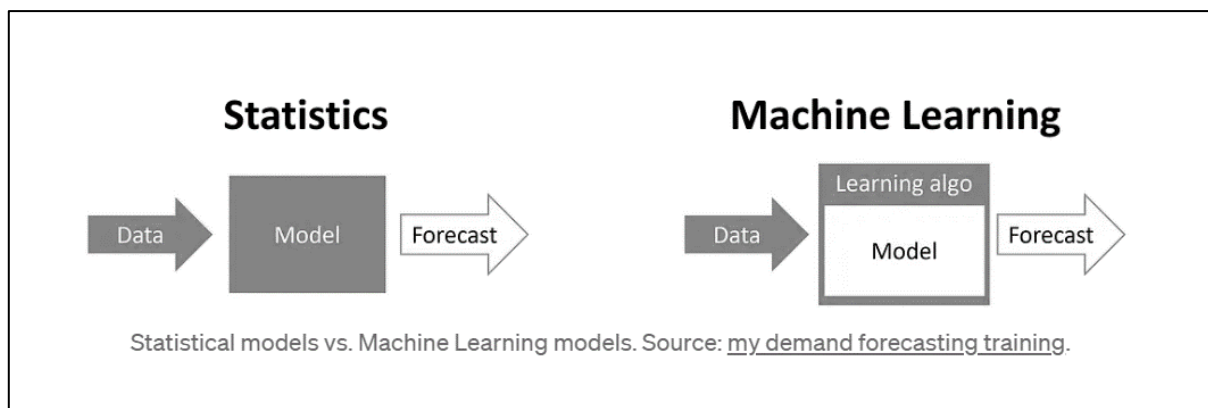 Statistics
Data
Model
Forecast
Machine Learning
Data
Learning algo
Model
Forecast
Statistical models vs. Machine Learning models. Source: my demand forecasting training.